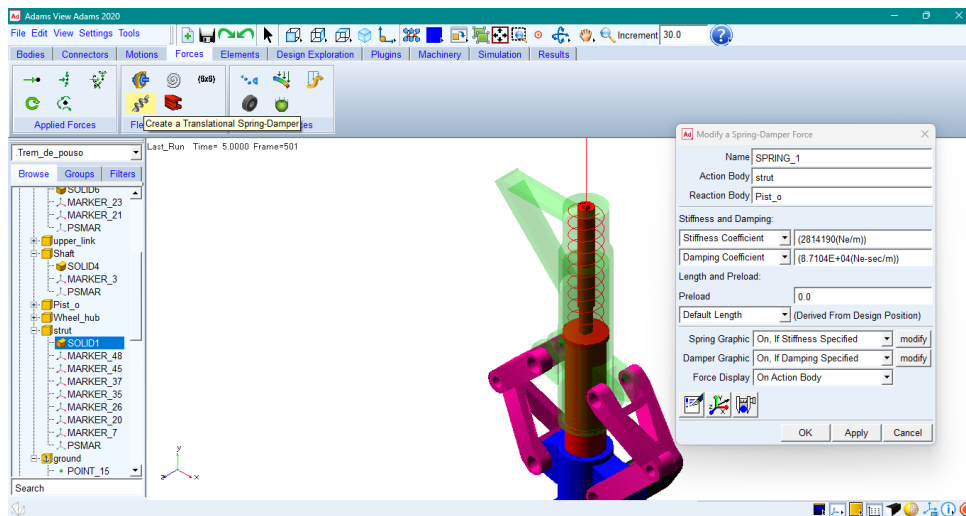 Ad Adams View Adams 2020
File Edit View Settings Tools
Increment 30.0
Bodies Connectors Motions Forces Elements Design Exploration Plugins Machinery Simulation Results
(6x6)
Create a Translational Spring-Damper
Applied Forces
.Trem_de_pouso
Browse Groups Filters
SOLID6
MARKER_23
MARKER_21
PSMAR
upper_link
Shaft
SOLID4
MARKER_3
PSMAR
Pist_o
Wheel_hub
strut
SOLID1
MARKER_48
MARKER_45
MARKER_37
MARKER_35
MARKER_26
MARKER_20
MARKER_7
PSMAR
ground
POINT_15
Search
Last_Run Time= 5.0000 Frame=501
y
z x
Ad Modify a Spring-Damper Force
Name SPRING_1
Action Body strut
Reaction Body Pist_o
Stiffness and Damping:
Stiffness Coefficient (2814190(Ne/m))
Damping Coefficient (8.7104E+04(Ne-sec/m))
Length and Preload:
Preload 0.0
Default Length (Derived From Design Position)
Spring Graphic On, If Stiffness Specified modify
Damper Graphic On, If Damping Specified modify
Force Display On Action Body
OK Apply Cancel